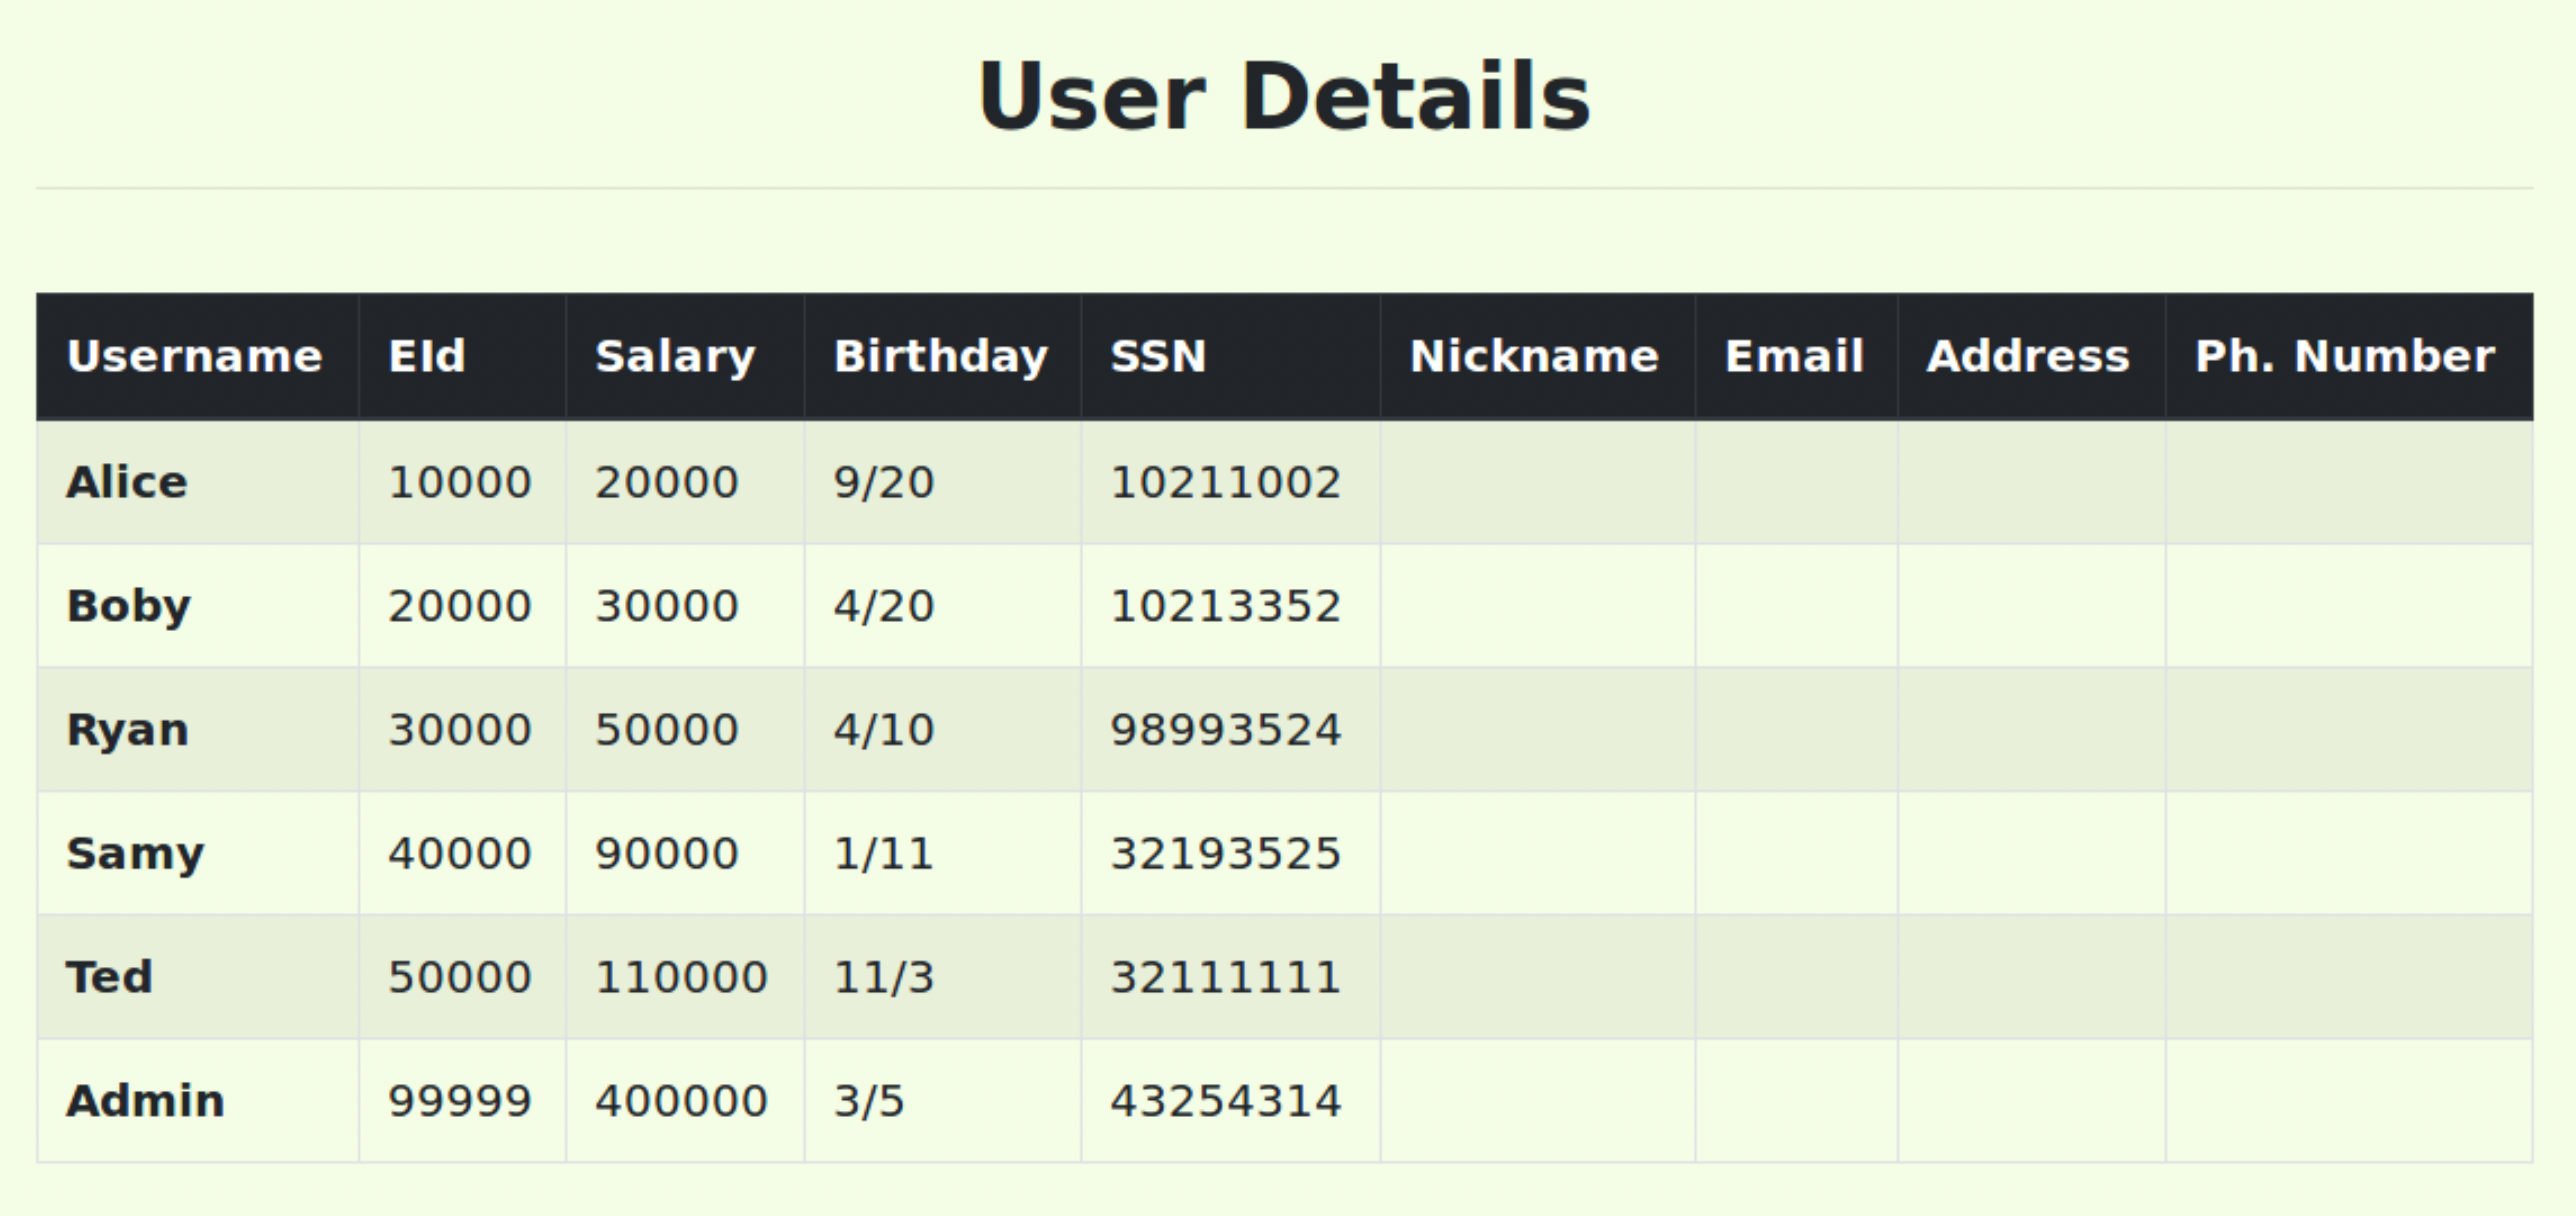 User Details
Username EId Salary Birthday SSN Nickname Email Address Ph. Number
Alice 10000 20000 9/20 10211002
Boby 20000 30000 4/20 10213352
Ryan 30000 50000 4/10 98993524
Samy 40000 90000 1/11 32193525
Ted 50000 110000 11/3 32111111
Admin 99999 400000 3/5 43254314